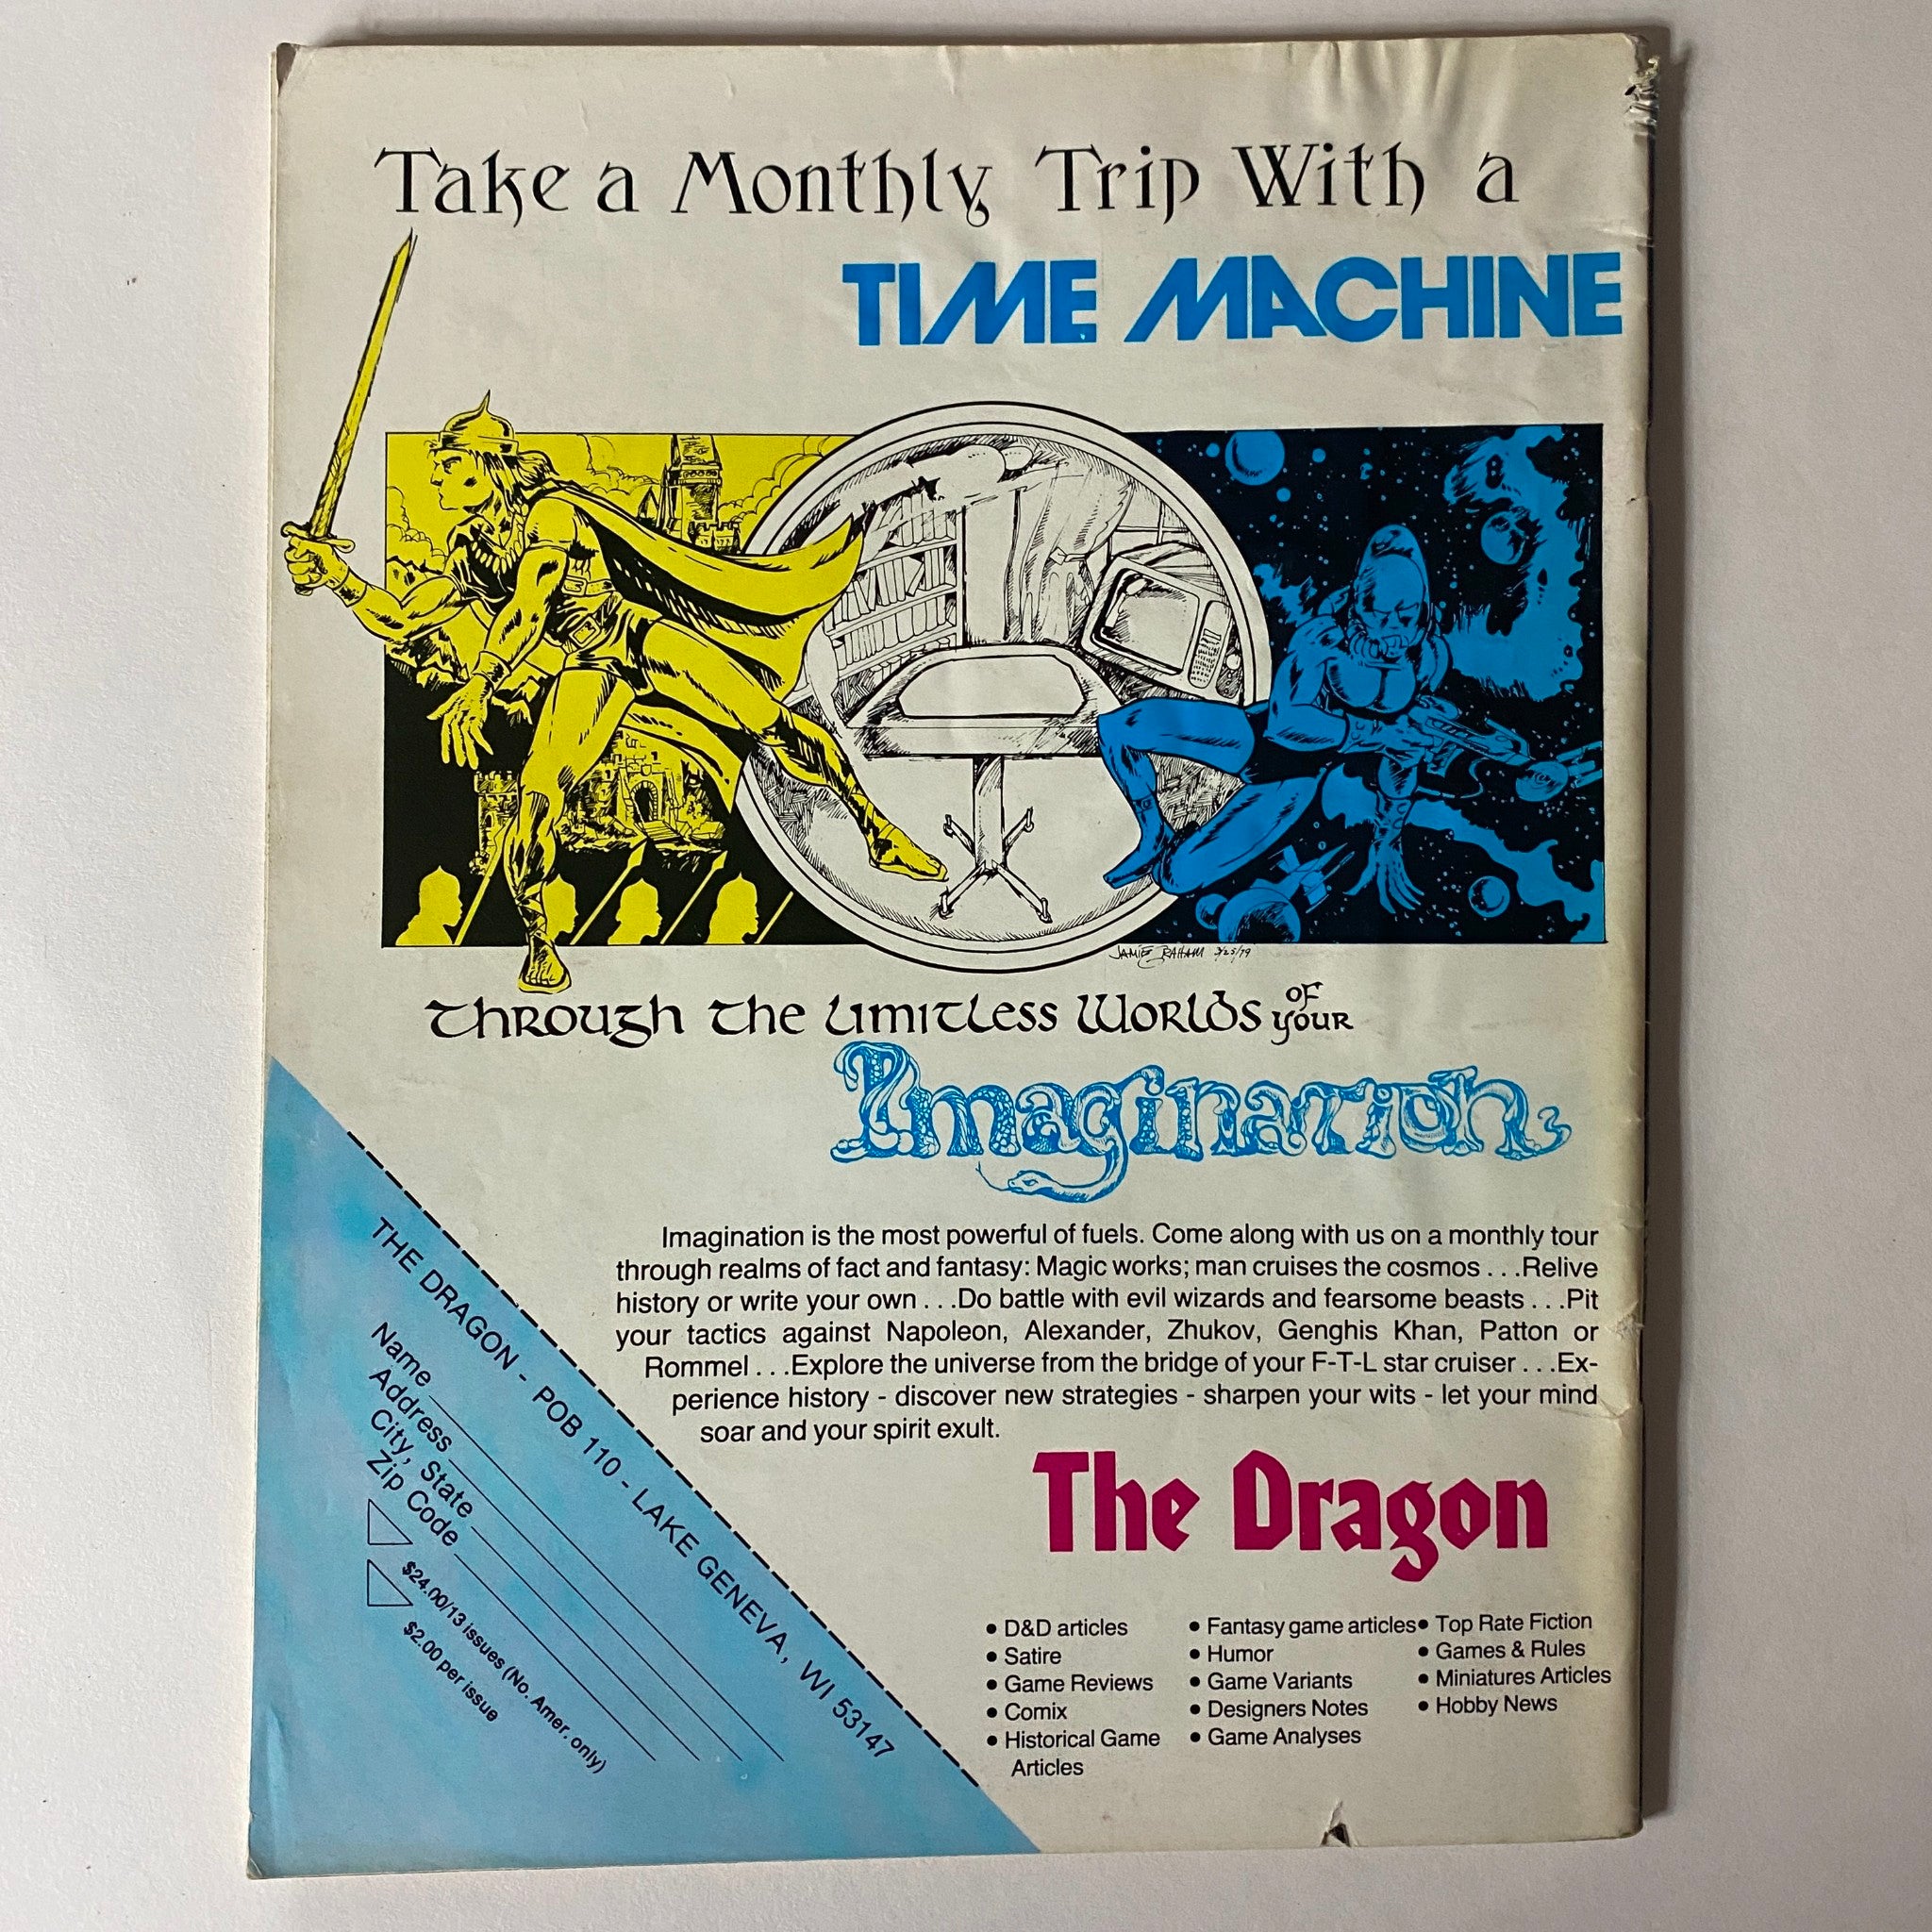 Take a Monthly Trip With a
TIME MACHINE
JAMIE GRAHAM 3/25/79
through the limitless Worlds of your
Imagination
Imagination is the most powerful of fuels. Come along with us on a monthly tour
through realms of fact and fantasy: Magic works; man cruises the cosmos . . .Relive
history or write your own . . .Do battle with evil wizards and fearsome beasts . . .Pit
your tactics against Napoleon, Alexander, Zhukov, Genghis Khan, Patton or
Rommel . . .Explore the universe from the bridge of your F-T-L star cruiser . . .Ex-
perience history - discover new strategies - sharpen your wits - let your mind
soar and your spirit exult.
The Dragon
• D&D articles
• Satire
• Game Reviews
• Comix
• Historical Game
Articles
• Fantasy game articles
• Humor
• Game Variants
• Designers Notes
• Game Analyses
• Top Rate Fiction
• Games & Rules
• Miniatures Articles
• Hobby News
THE DRAGON - POB 110 - LAKE GENEVA, WI 53147
Name
Address
City, State
Zip Code
$24.00/13 issues (No. Amer. only)
$2.00 per issue